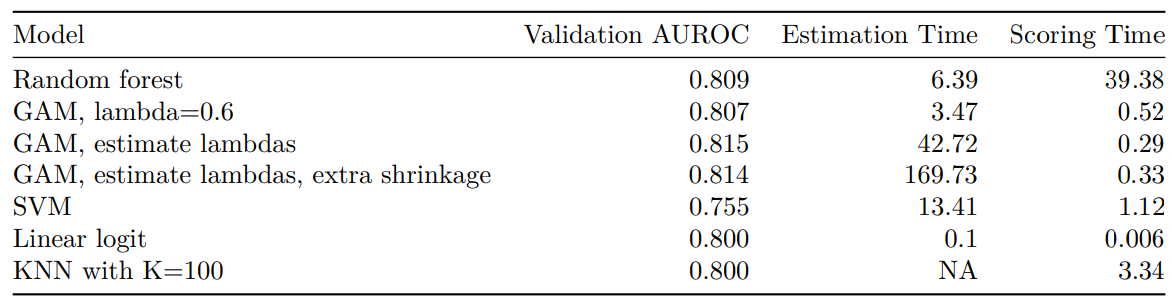 Model Validation AUROC Estimation Time Scoring Time
Random forest 0.809 6.39 39.38
GAM, lambda=0.6 0.807 3.47 0.52
GAM, estimate lambdas 0.815 42.72 0.29
GAM, estimate lambdas, extra shrinkage 0.814 169.73 0.33
SVM 0.755 13.41 1.12
Linear logit 0.800 0.1 0.006
KNN with K=100 0.800 NA 3.34